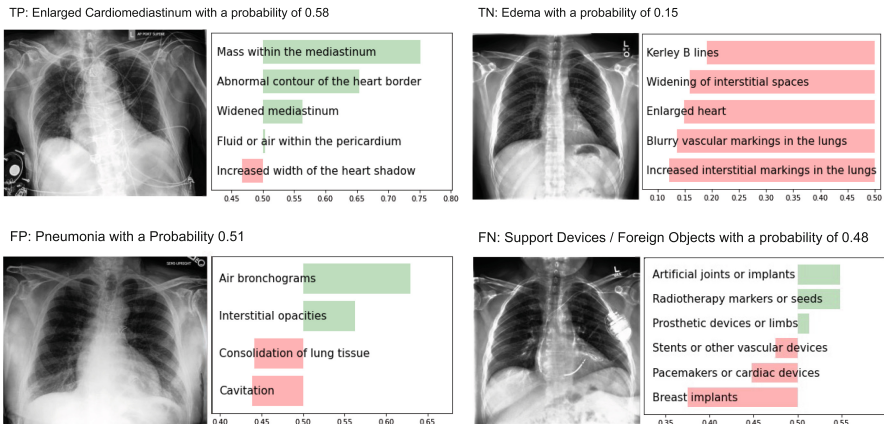 TP: Enlarged Cardiomediastinum with a probability of 0.58
L AP PORT SUPINE
Mass within the mediastinum
Abnormal contour of the heart border
Widened mediastinum
Fluid or air within the pericardium
Increased width of the heart shadow
0.45 0.50 0.55 0.60 0.65 0.70 0.75 0.80
TN: Edema with a probability of 0.15
L
Kerley B lines
Widening of interstitial spaces
Enlarged heart
Blurry vascular markings in the lungs
Increased interstitial markings in the lungs
0.10 0.15 0.20 0.25 0.30 0.35 0.40 0.45 0.50
FP: Pneumonia with a Probability 0.51
SEMI UPRIGHT
Air bronchograms
Interstitial opacities
Consolidation of lung tissue
Cavitation
0.40 0.45 0.50 0.55 0.60 0.65
FN: Support Devices / Foreign Objects with a probability of 0.48
L
Artificial joints or implants
Radiotherapy markers or seeds
Prosthetic devices or limbs
Stents or other vascular devices
Pacemakers or cardiac devices
Breast implants
0.35 0.40 0.45 0.50 0.55